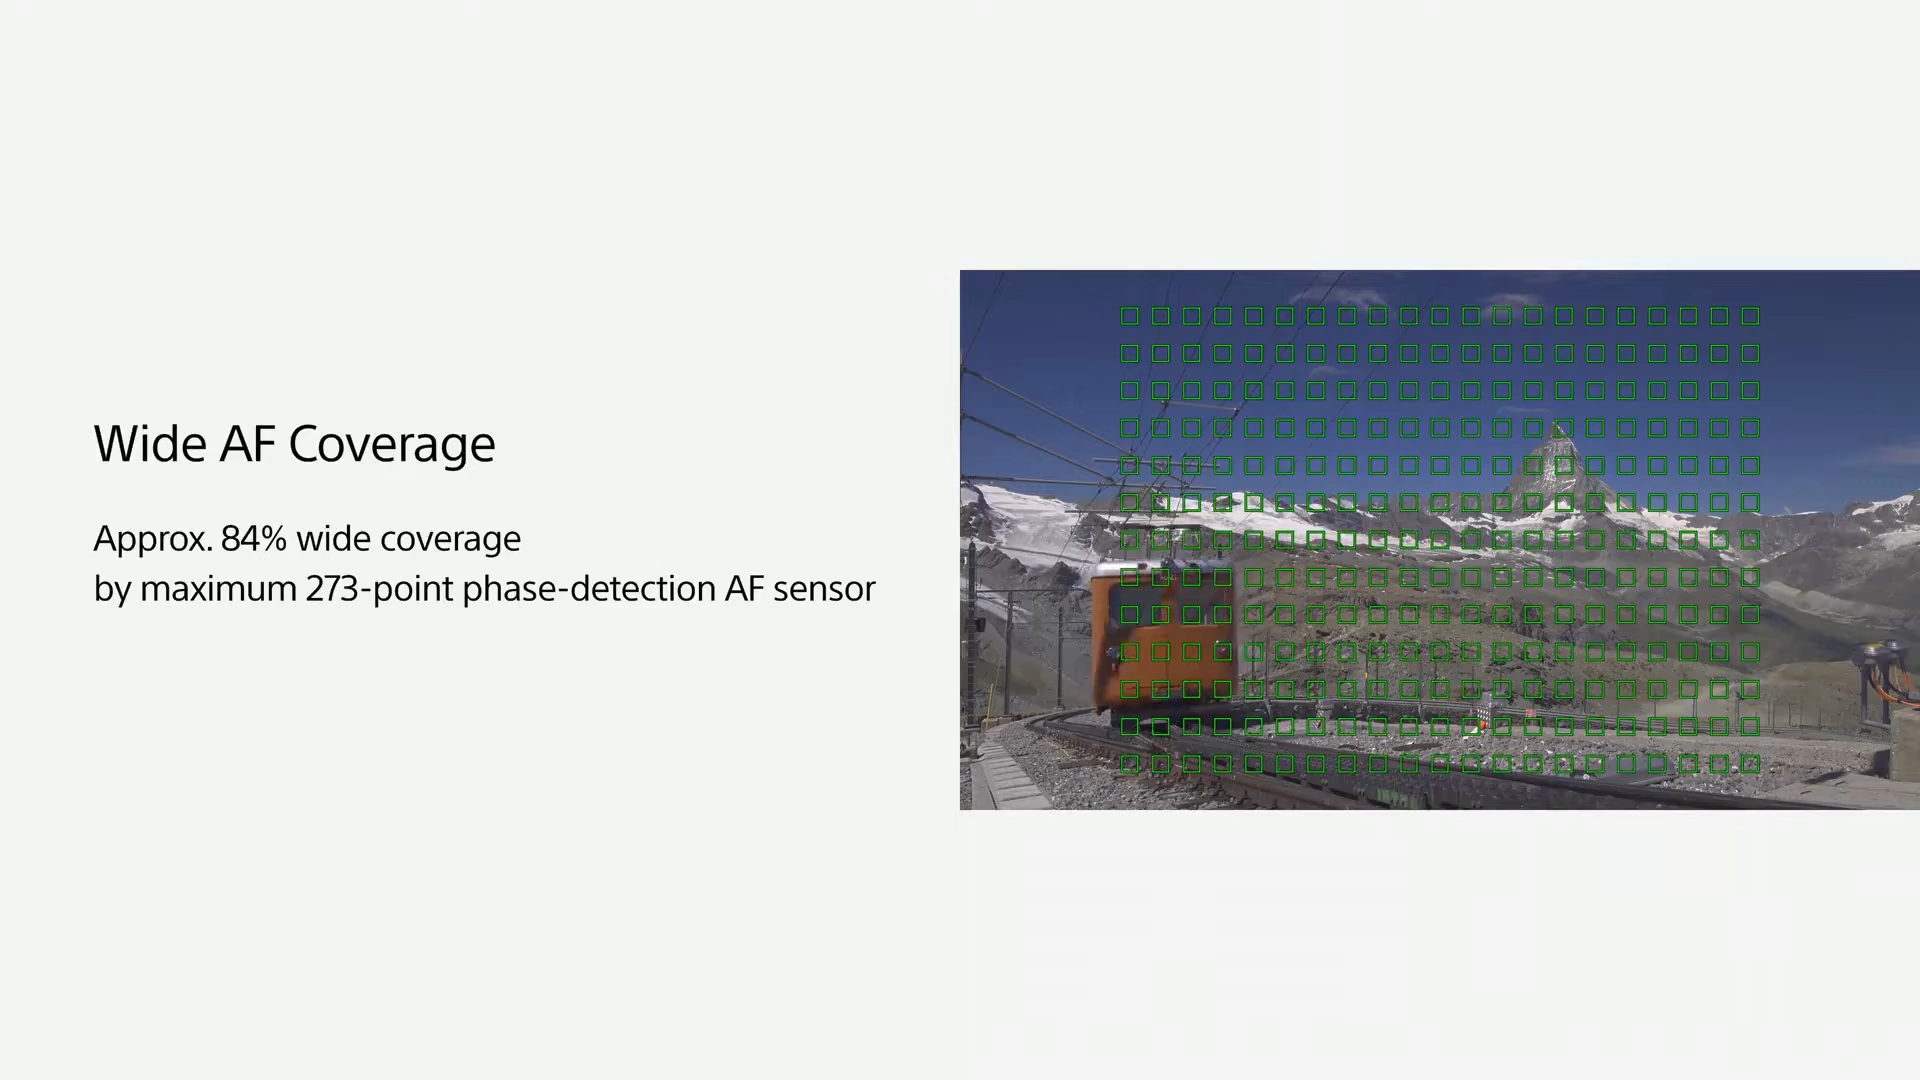 Wide AF Coverage
Approx. 84% wide coverage
by maximum 273-point phase-detection AF sensor